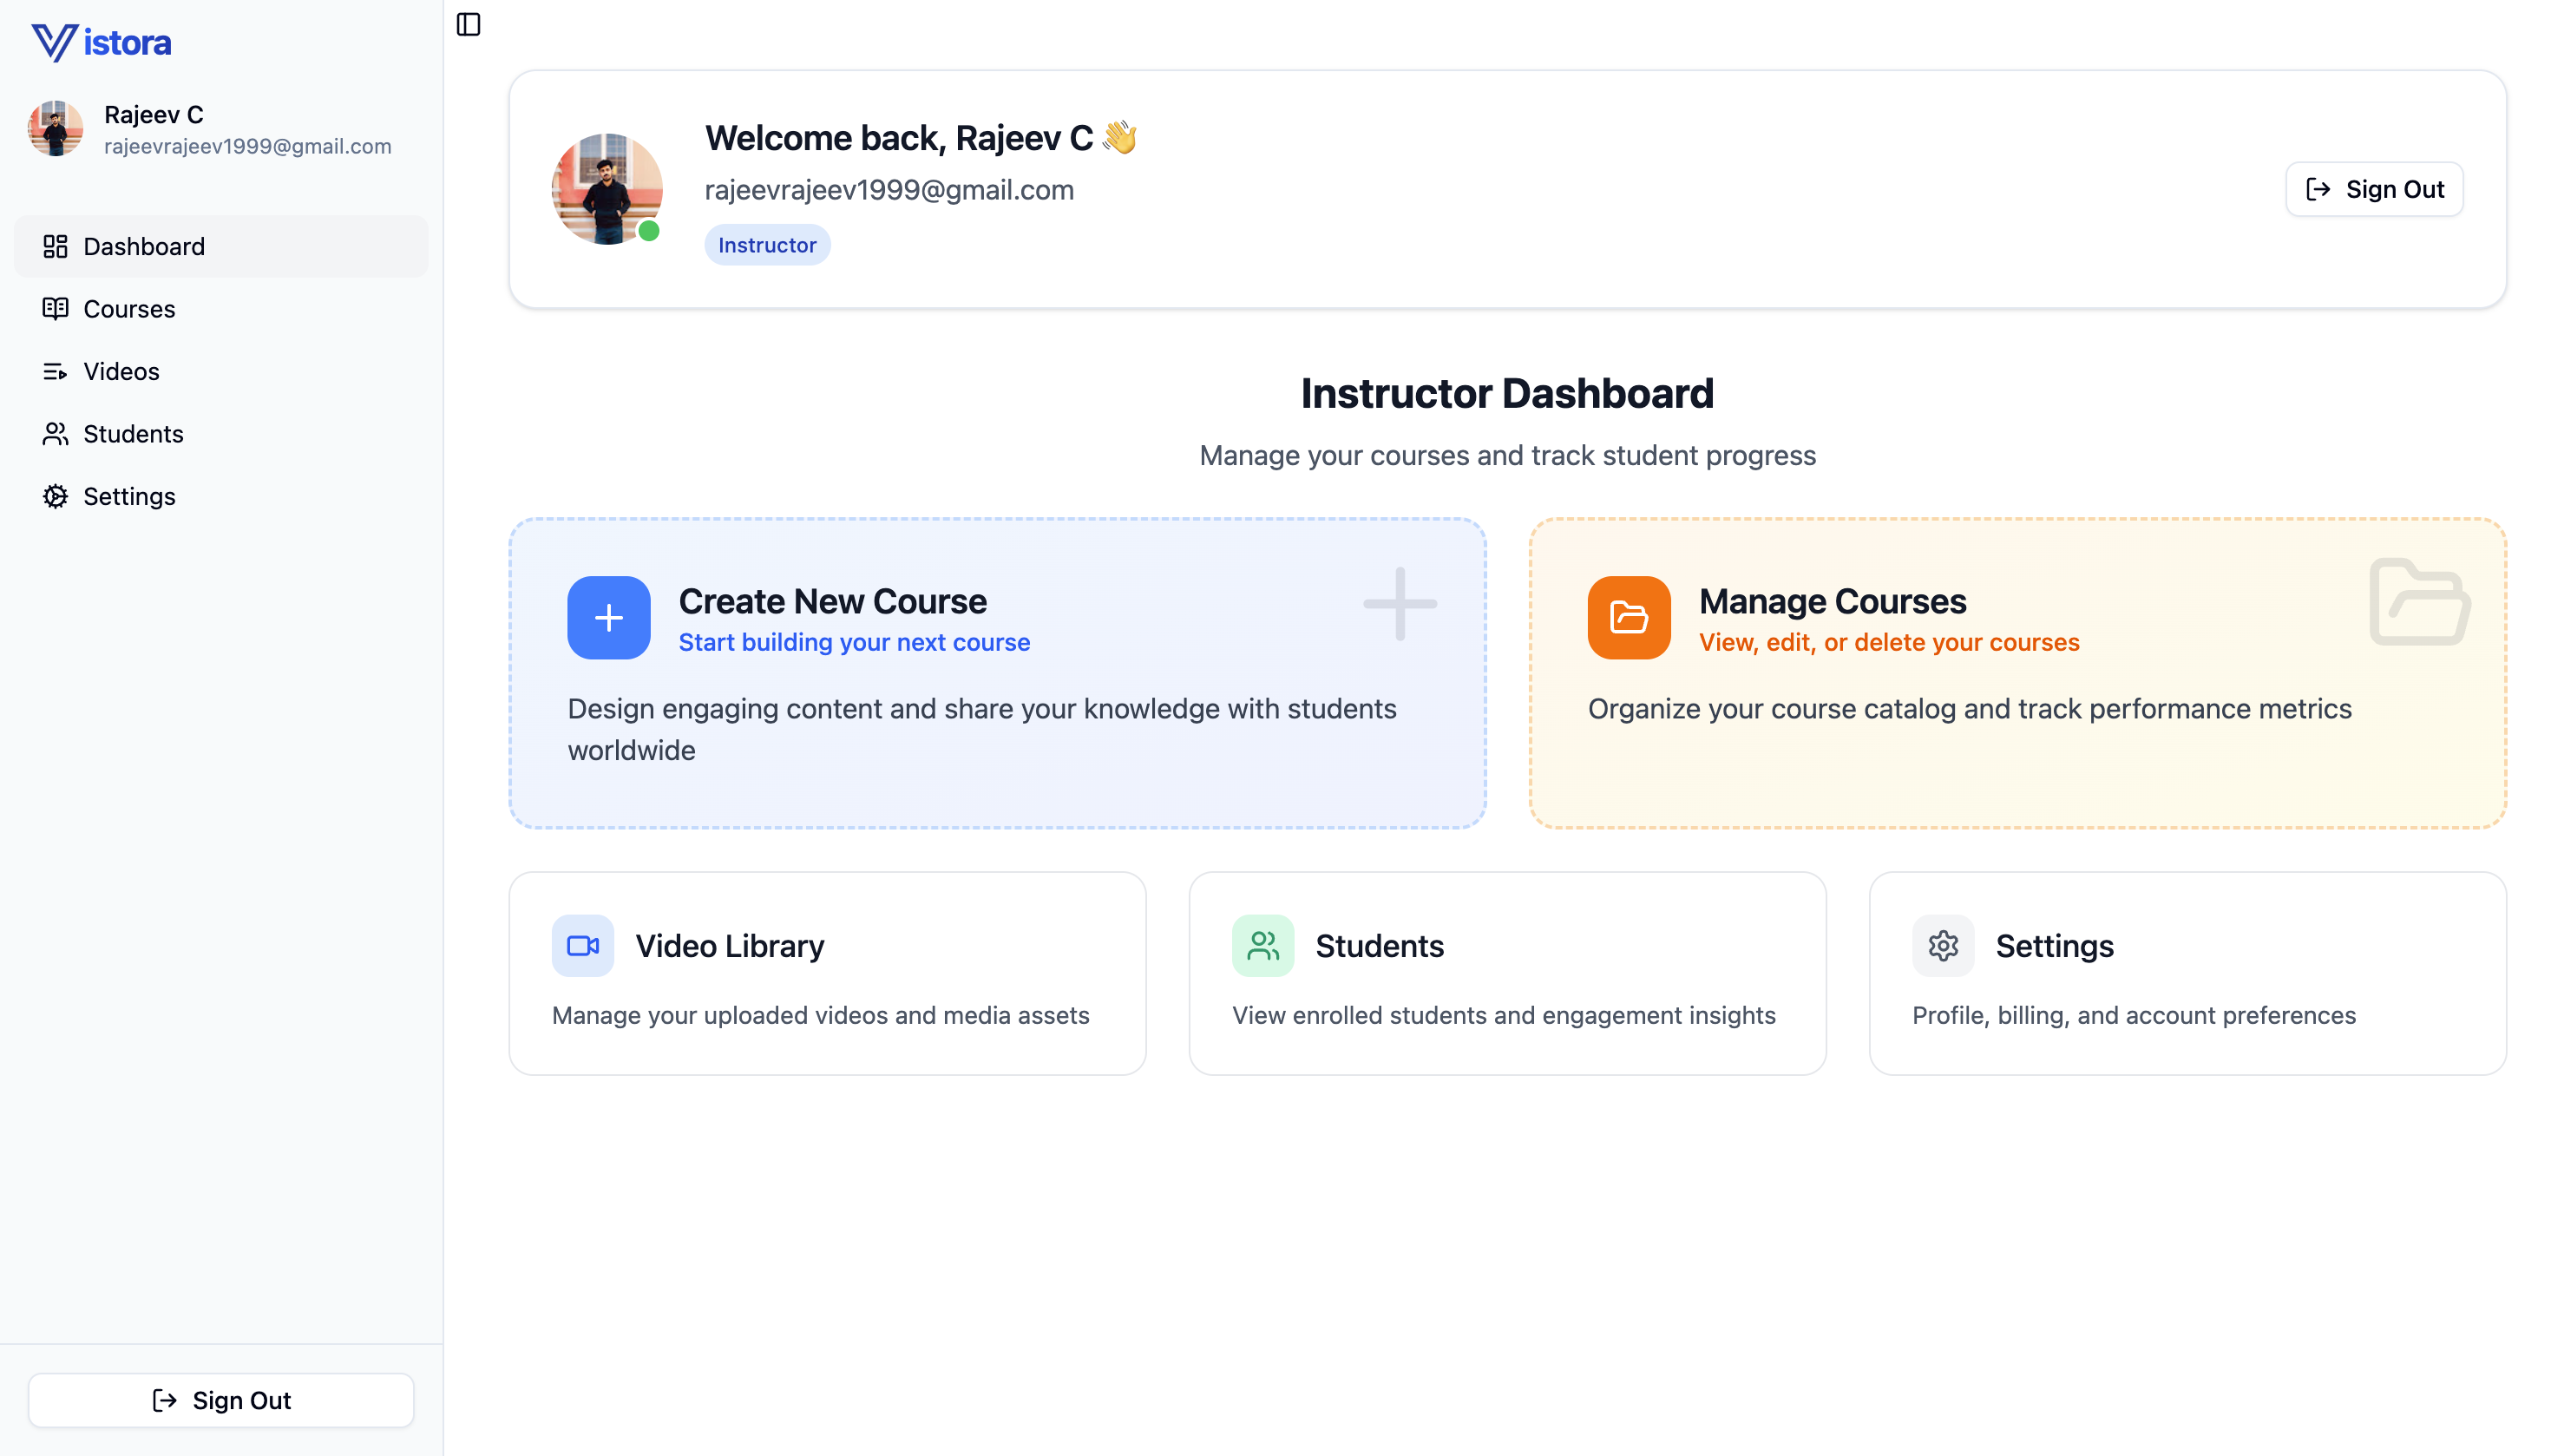 Vistora
Rajeev C
rajeevrajeev1999@gmail.com
Dashboard
Courses
Videos
Students
Settings
Sign Out
Welcome back, Rajeev C 👋
rajeevrajeev1999@gmail.com
Instructor
Sign Out
Instructor Dashboard
Manage your courses and track student progress
Create New Course
Start building your next course
Design engaging content and share your knowledge with students
worldwide
Manage Courses
View, edit, or delete your courses
Organize your course catalog and track performance metrics
Video Library
Manage your uploaded videos and media assets
Students
View enrolled students and engagement insights
Settings
Profile, billing, and account preferences